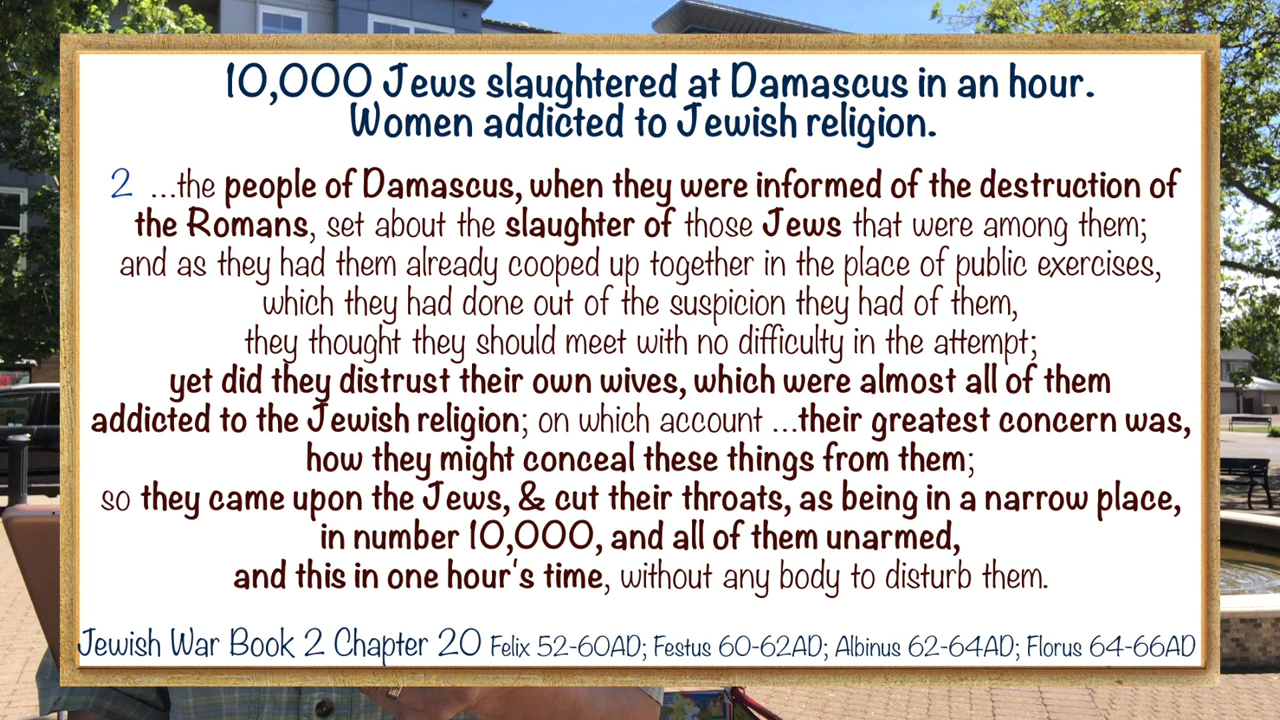 10,000 Jews slaughtered at Damascus in an hour.
Women addicted to Jewish religion.
2 ...the people of Damascus, when they were informed of the destruction of
the Romans, set about the slaughter of those Jews that were among them;
and as they had them already cooped up together in the place of public exercises,
which they had done out of the suspicion they had of them,
they thought they should meet with no difficulty in the attempt;
yet did they distrust their own wives, which were almost all of them
addicted to the Jewish religion; on which account ...their greatest concern was,
how they might conceal these things from them;
so they came upon the Jews, & cut their throats, as being in a narrow place,
in number 10,000, and all of them unarmed,
and this in one hour's time, without any body to disturb them.
Jewish War Book 2 Chapter 20 Felix 52-60AD; Festus 60-62AD; Albinus 62-64AD; Florus 64-66AD